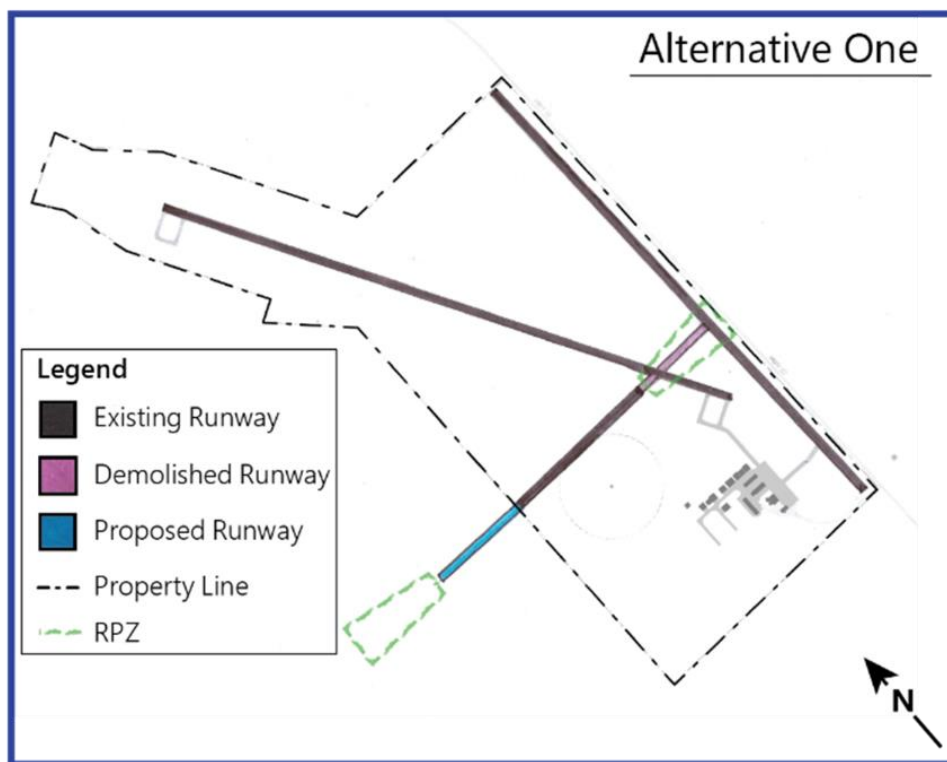 Alternative One
Legend
Existing Runway
Demolished Runway
Proposed Runway
Property Line
RPZ
N